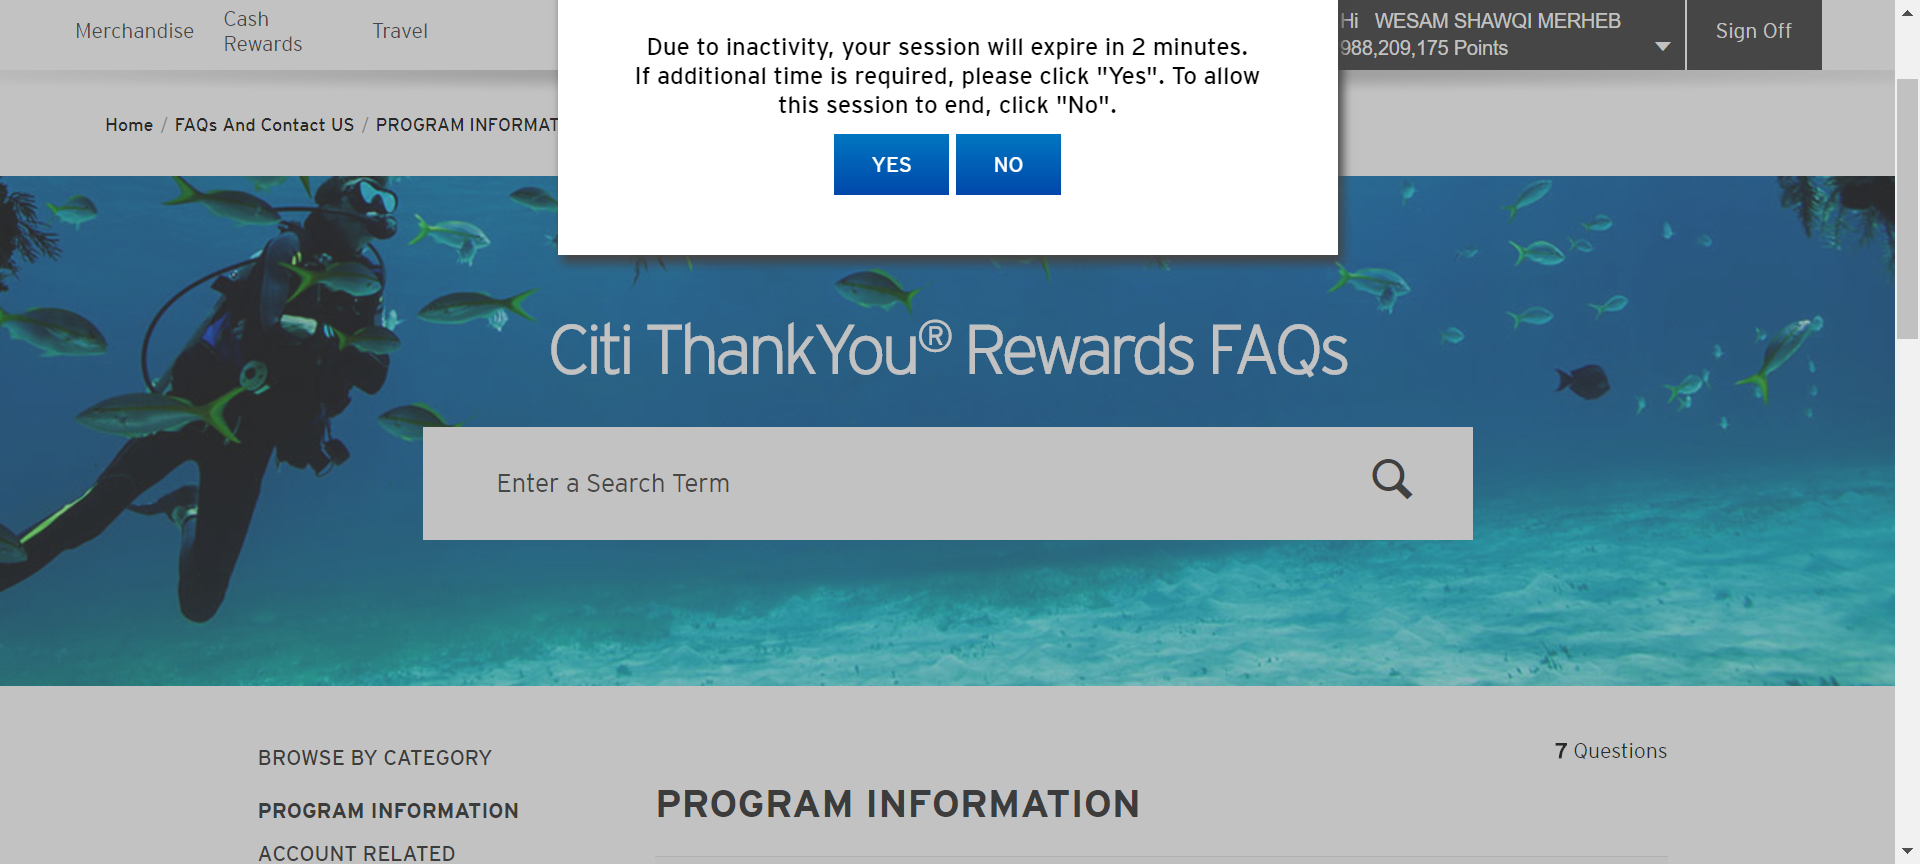 Merchandise
Cash
Rewards
Travel
Due to inactivity, your session will expire in 2 minutes.
If additional time is required, please click "Yes". To allow
this session to end, click "No".
YES NO
Hi WESAM SHAWQI MERHEB
988,209,175 Points
Sign Off
Home / FAQs And Contact US / PROGRAM INFORMAT
Citi ThankYou® Rewards FAQs
Enter a Search Term
7 Questions
BROWSE BY CATEGORY
PROGRAM INFORMATION
ACCOUNT RELATED
PROGRAM INFORMATION